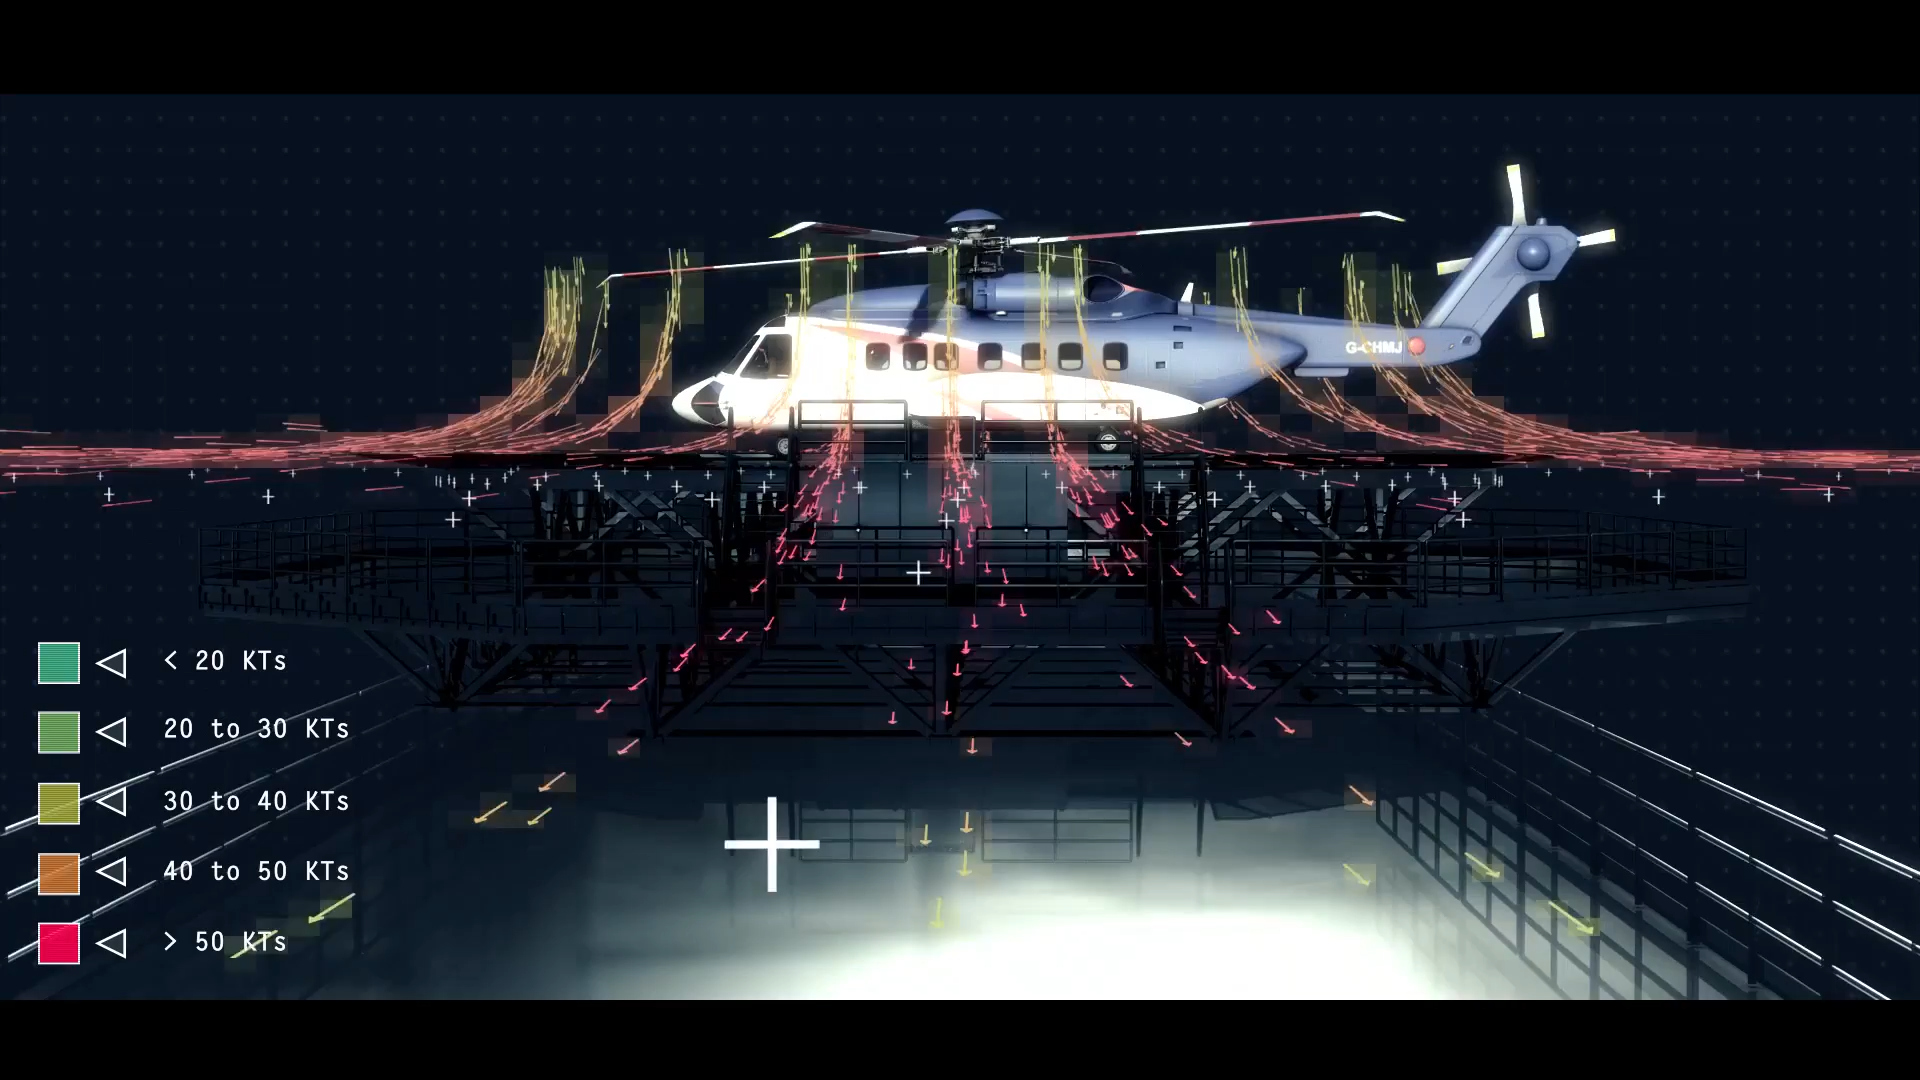 G-CHMJ
< 20 KTs
20 to 30 KTs
30 to 40 KTs
40 to 50 KTs
> 50 KTs